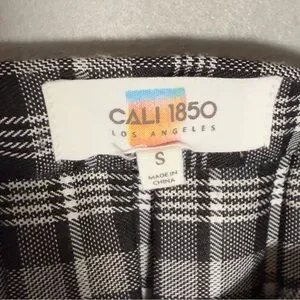 CALI 1850
LOS ANGELES
S
MADE IN
CHINA